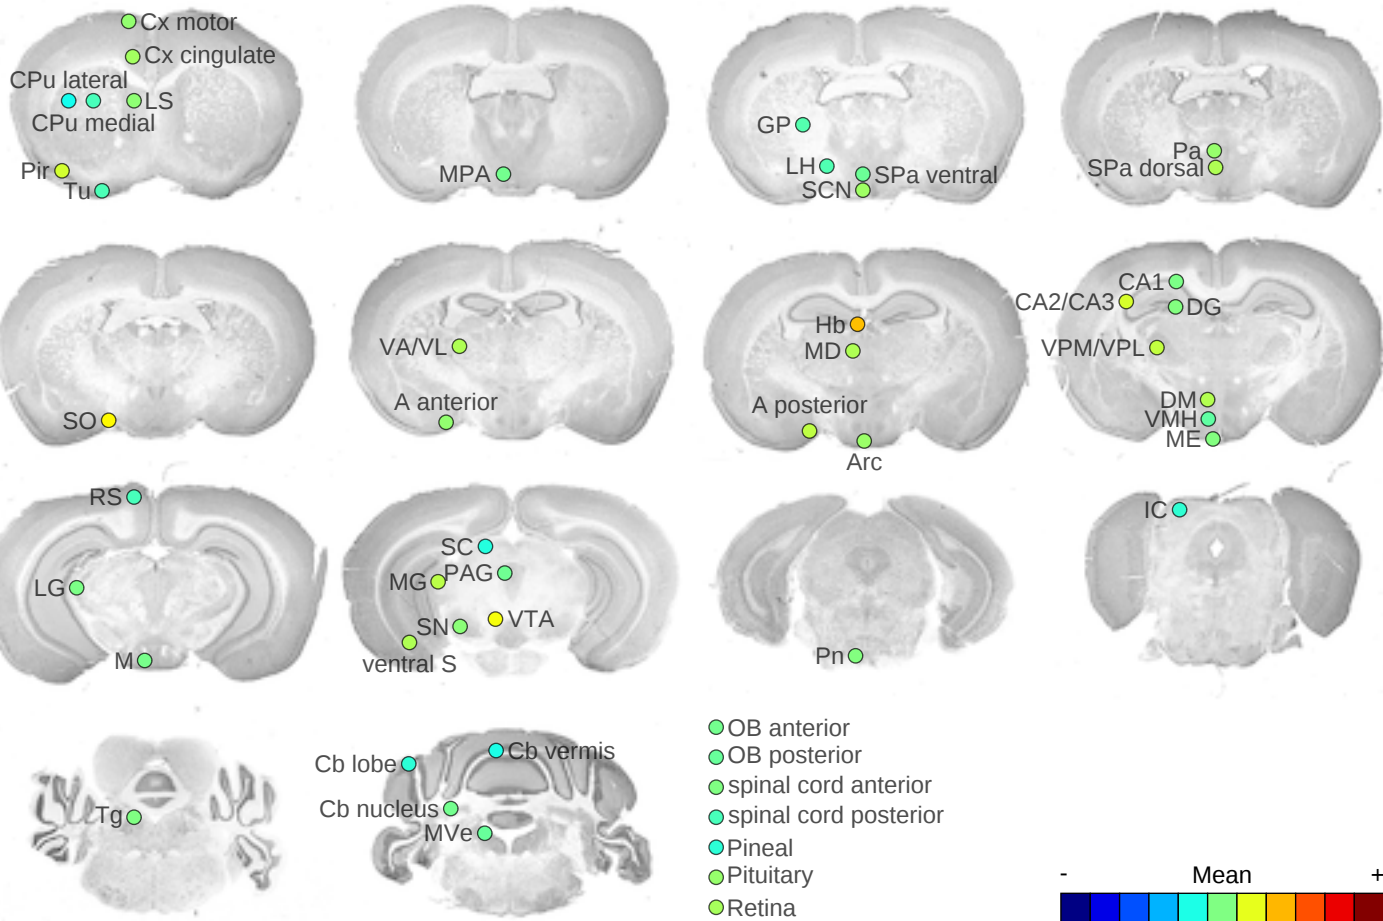 Cx motor
Cx cingulate
CPu lateral
LS
CPu medial
Pir
Tu
MPA
GP
LH
SPa ventral
SCN
Pa
SPa dorsal
SO
VA/VL
A anterior
Hb
MD
A posterior
Arc
CA1
CA2/CA3
DG
VPM/VPL
DM
VMH
ME
RS
LG
M
SC
PAG
MG
VTA
SN
ventral S
Pn
IC
Tg
Cb lobe
Cb vermis
Cb nucleus
MVe
OB anterior
OB posterior
spinal cord anterior
spinal cord posterior
Pineal
Pituitary
Retina
- Mean +